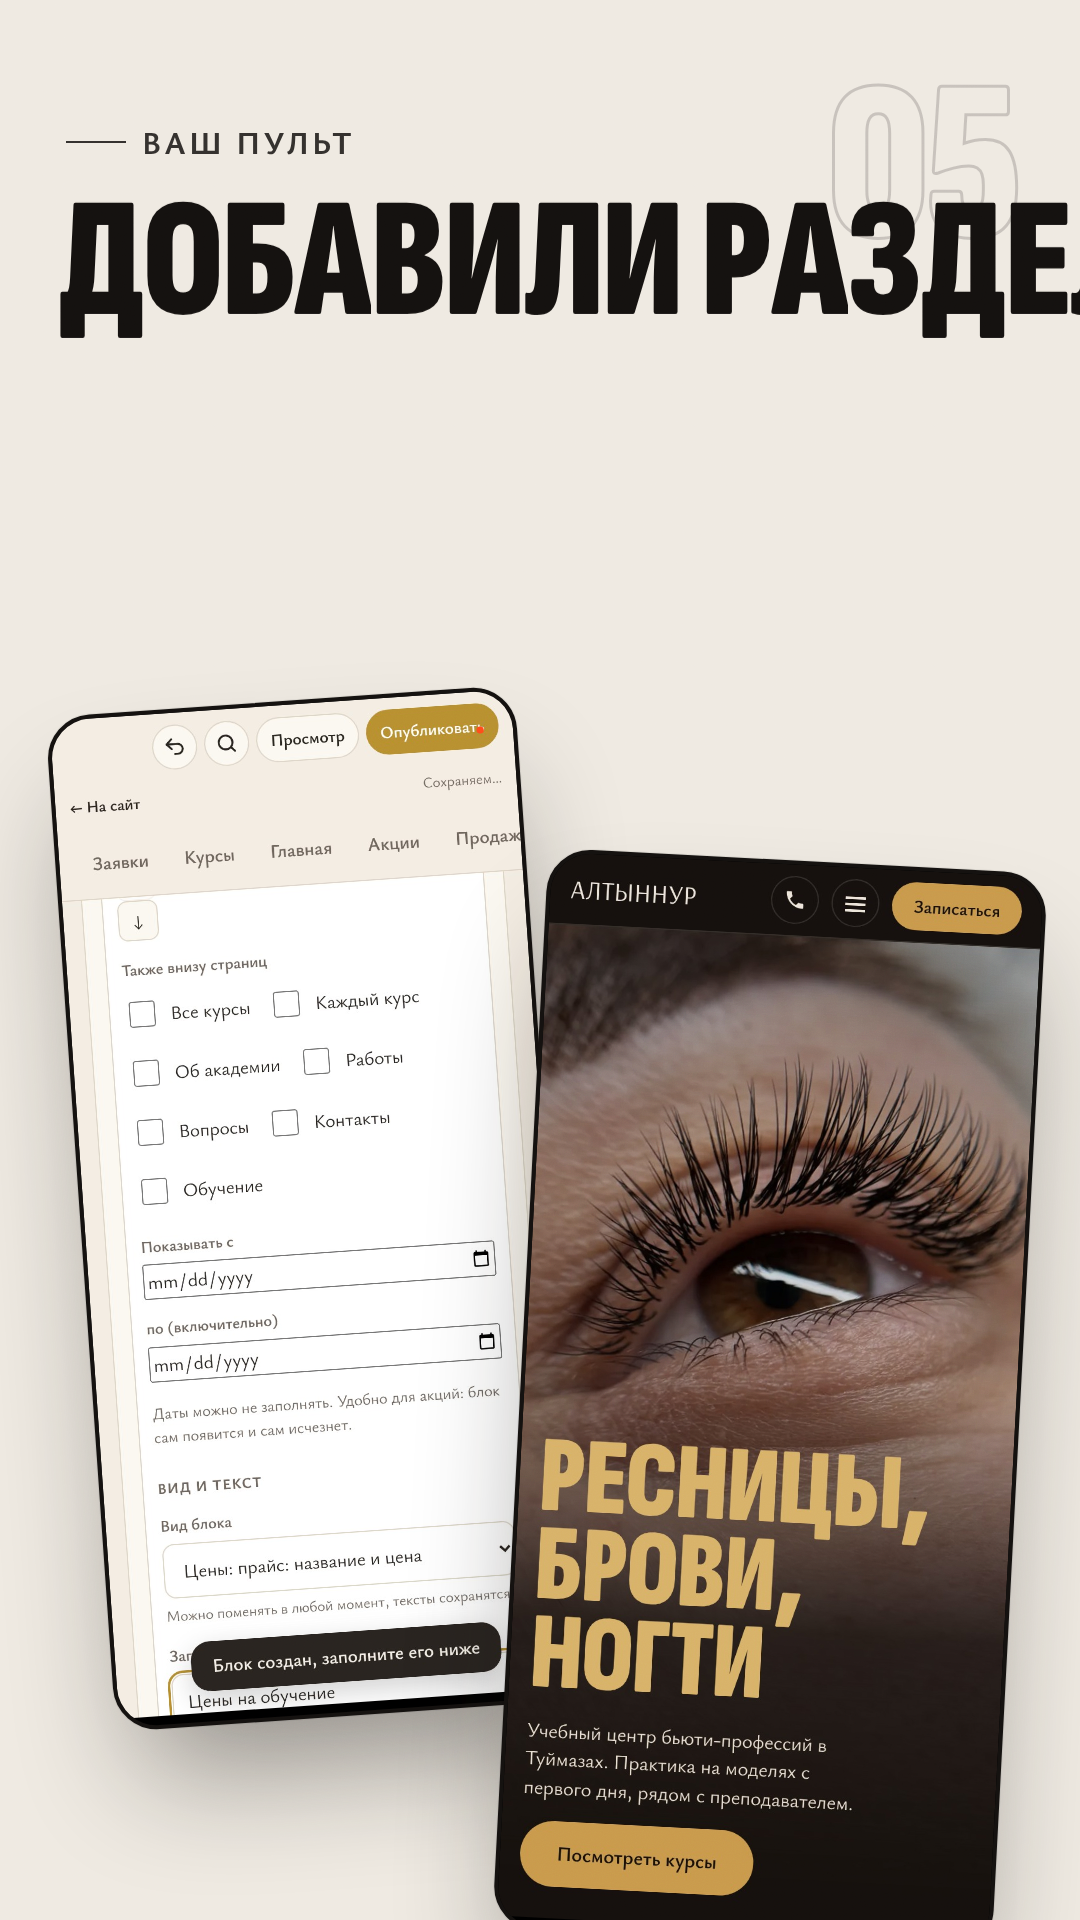 05
ВАШ ПУЛЬТ
ДОБАВИЛИ РАЗДЕЛ
Просмотр
Опубликовать
Сохраняем...
← На сайт
Заявки Курсы Главная Акции Продаж
↓
Также внизу страниц
Все курсы Каждый курс
Об академии Работы
Вопросы Контакты
Обучение
Показывать с
mm/dd/yyyy
по (включительно)
mm/dd/yyyy
Даты можно не заполнять. Удобно для акций: блок
сам появится и сам исчезнет.
ВИД И ТЕКСТ
Вид блока
Цены: прайс: название и цена
Можно поменять в любой момент, тексты сохранятся
Блок создан, заполните его ниже
Цены на обучение
АЛТЫННУР
Записаться
РЕСНИЦЫ,
БРОВИ,
НОГТИ
Учебный центр бьюти-профессий в
Туймазах. Практика на моделях с
первого дня, рядом с преподавателем.
Посмотреть курсы